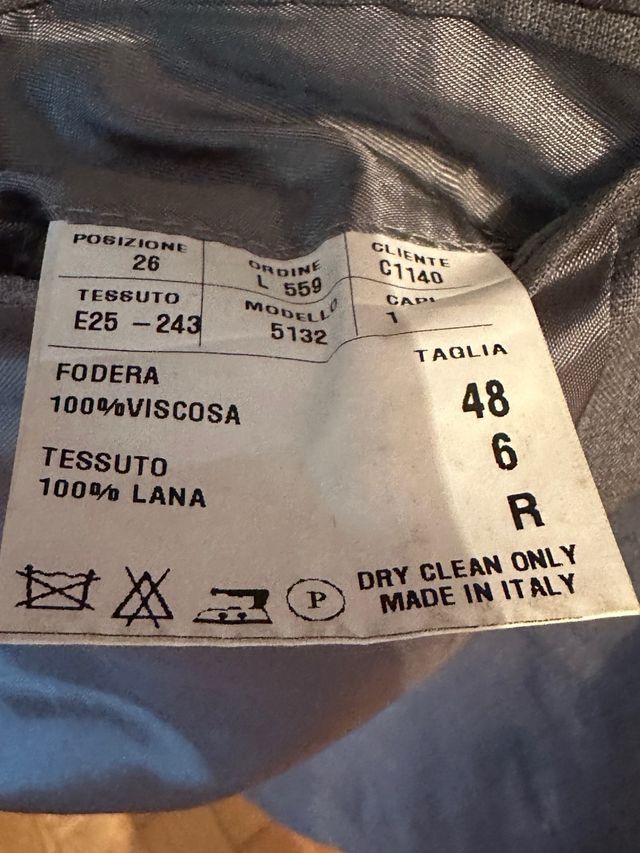 POSIZIONE
26
ORDINE
L 559
CLIENTE
C1140
TESSUTO
E25 - 243
MODELLO
5132
CAPI
1
FODERA
100%VISCOSA
TAGLIA
48
6
R
TESSUTO
100% LANA
P
DRY CLEAN ONLY
MADE IN ITALY